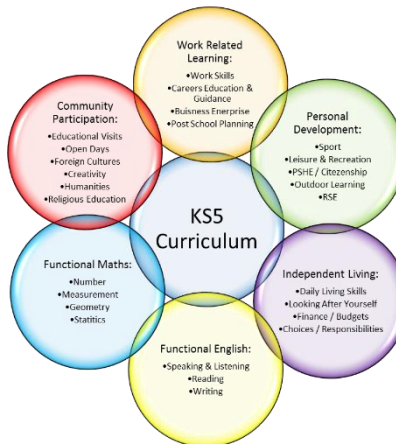 Work Related
Learning:
•Work Skills
•Careers Education &
Guidance
•Buisness Enerprise
•Post School Planning
Personal
Development:
•Sport
•Leisure & Recreation
•PSHE / Citezenship
•Outdoor Learning
•RSE
Independent Living:
•Daily Living Skills
•Looking After Yourself
•Finance / Budgets
•Choices / Responsibilities
Functional English:
•Speaking & Listening
•Reading
•Writing
Functional Maths:
•Number
•Measurement
•Geometry
•Statitics
Community
Participation:
•Educational Visits
•Open Days
•Foreign Cultures
•Creativity
•Humanities
•Religious Education
KS5
Curriculum